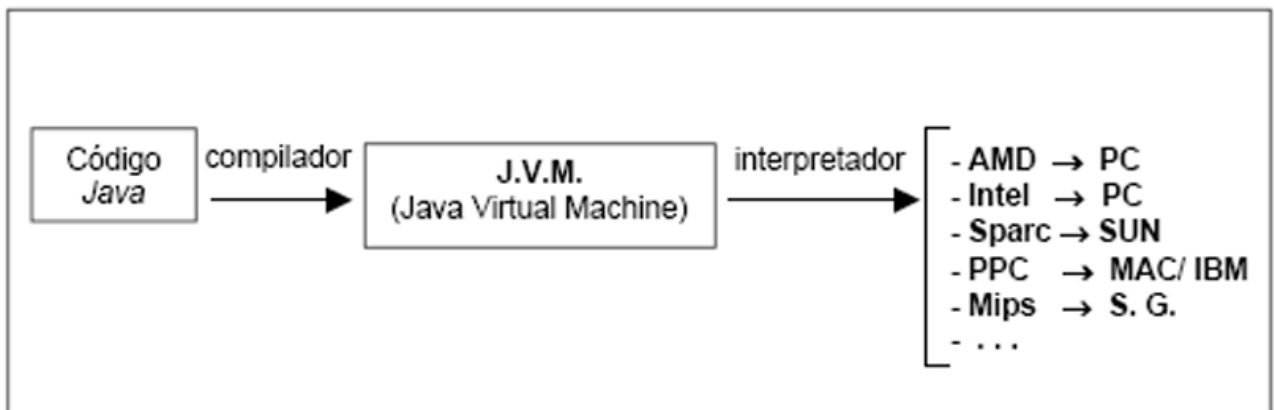 Código
Java
compilador
J.V.M.
(Java Virtual Machine)
interpretador
- AMD → PC
- Intel → PC
- Sparc → SUN
- PPC → MAC/ IBM
- Mips → S. G.
- . . .